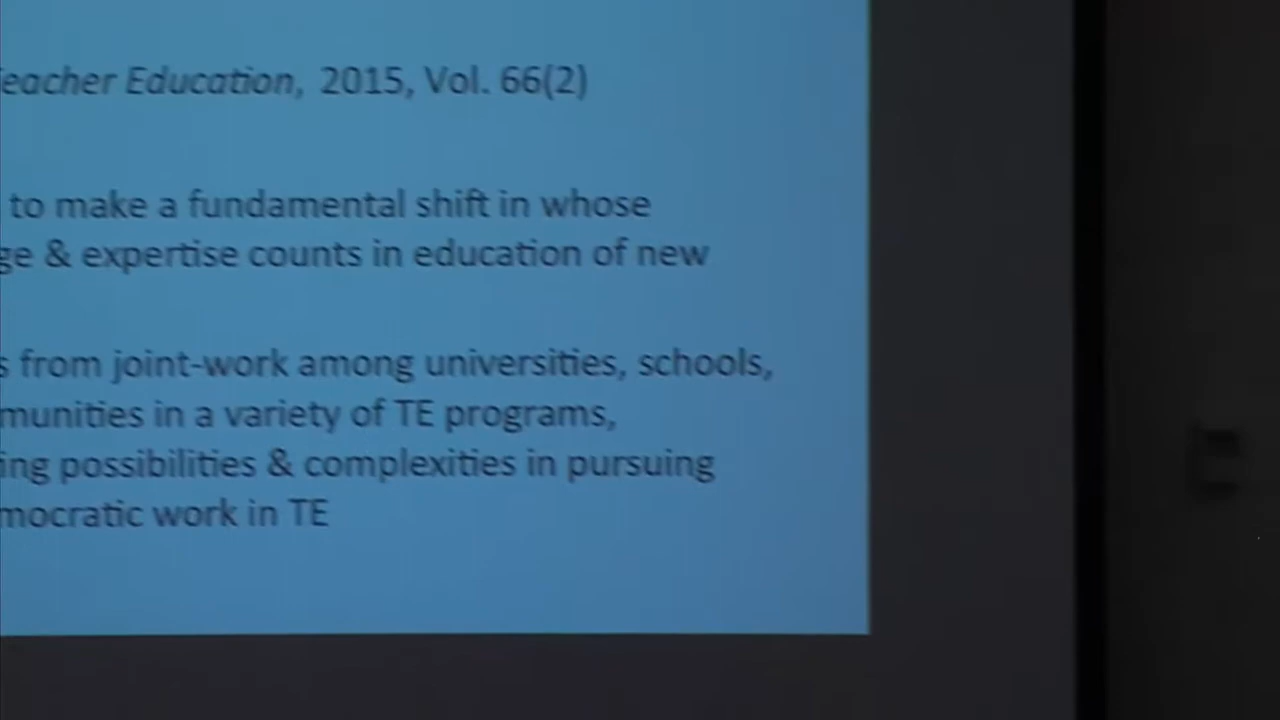 eacher Education, 2015, Vol. 66(2)
to make a fundamental shift in whose
ge & expertise counts in education of new
s from joint-work among universities, schools,
munities in a variety of TE programs,
ing possibilities & complexities in pursuing
mocratic work in TE